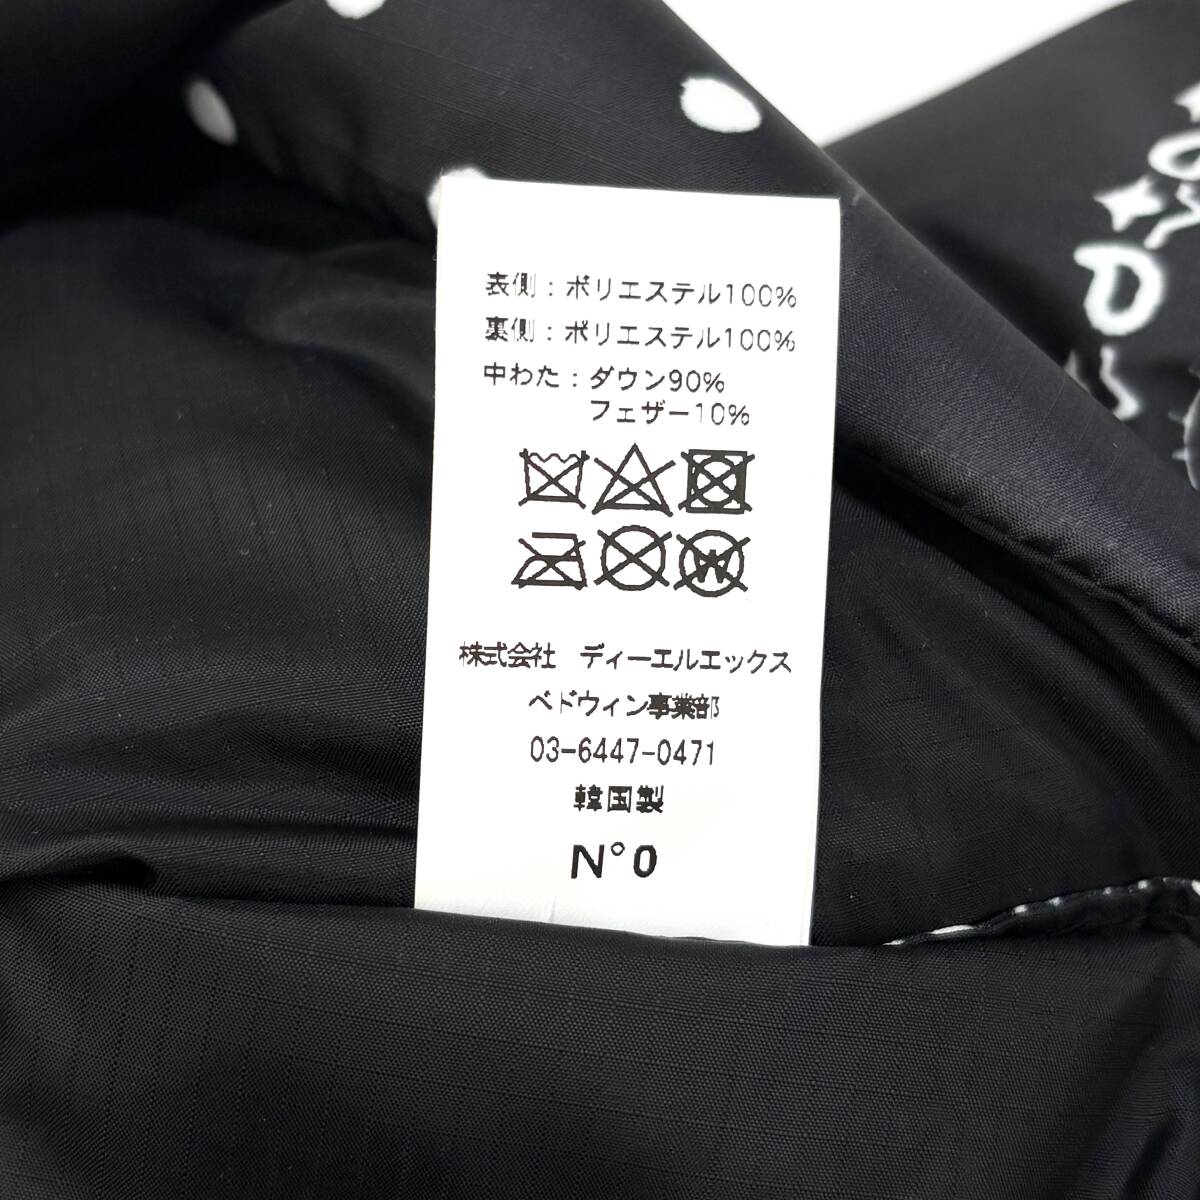 表側：ポリエステル100%
裏側：ポリエステル100%
中わた：ダウン90%
フェザー10%
W
株式会社　ディーエルエックス
ベドウィン事業部
03-6447-0471
韓国製
N°0